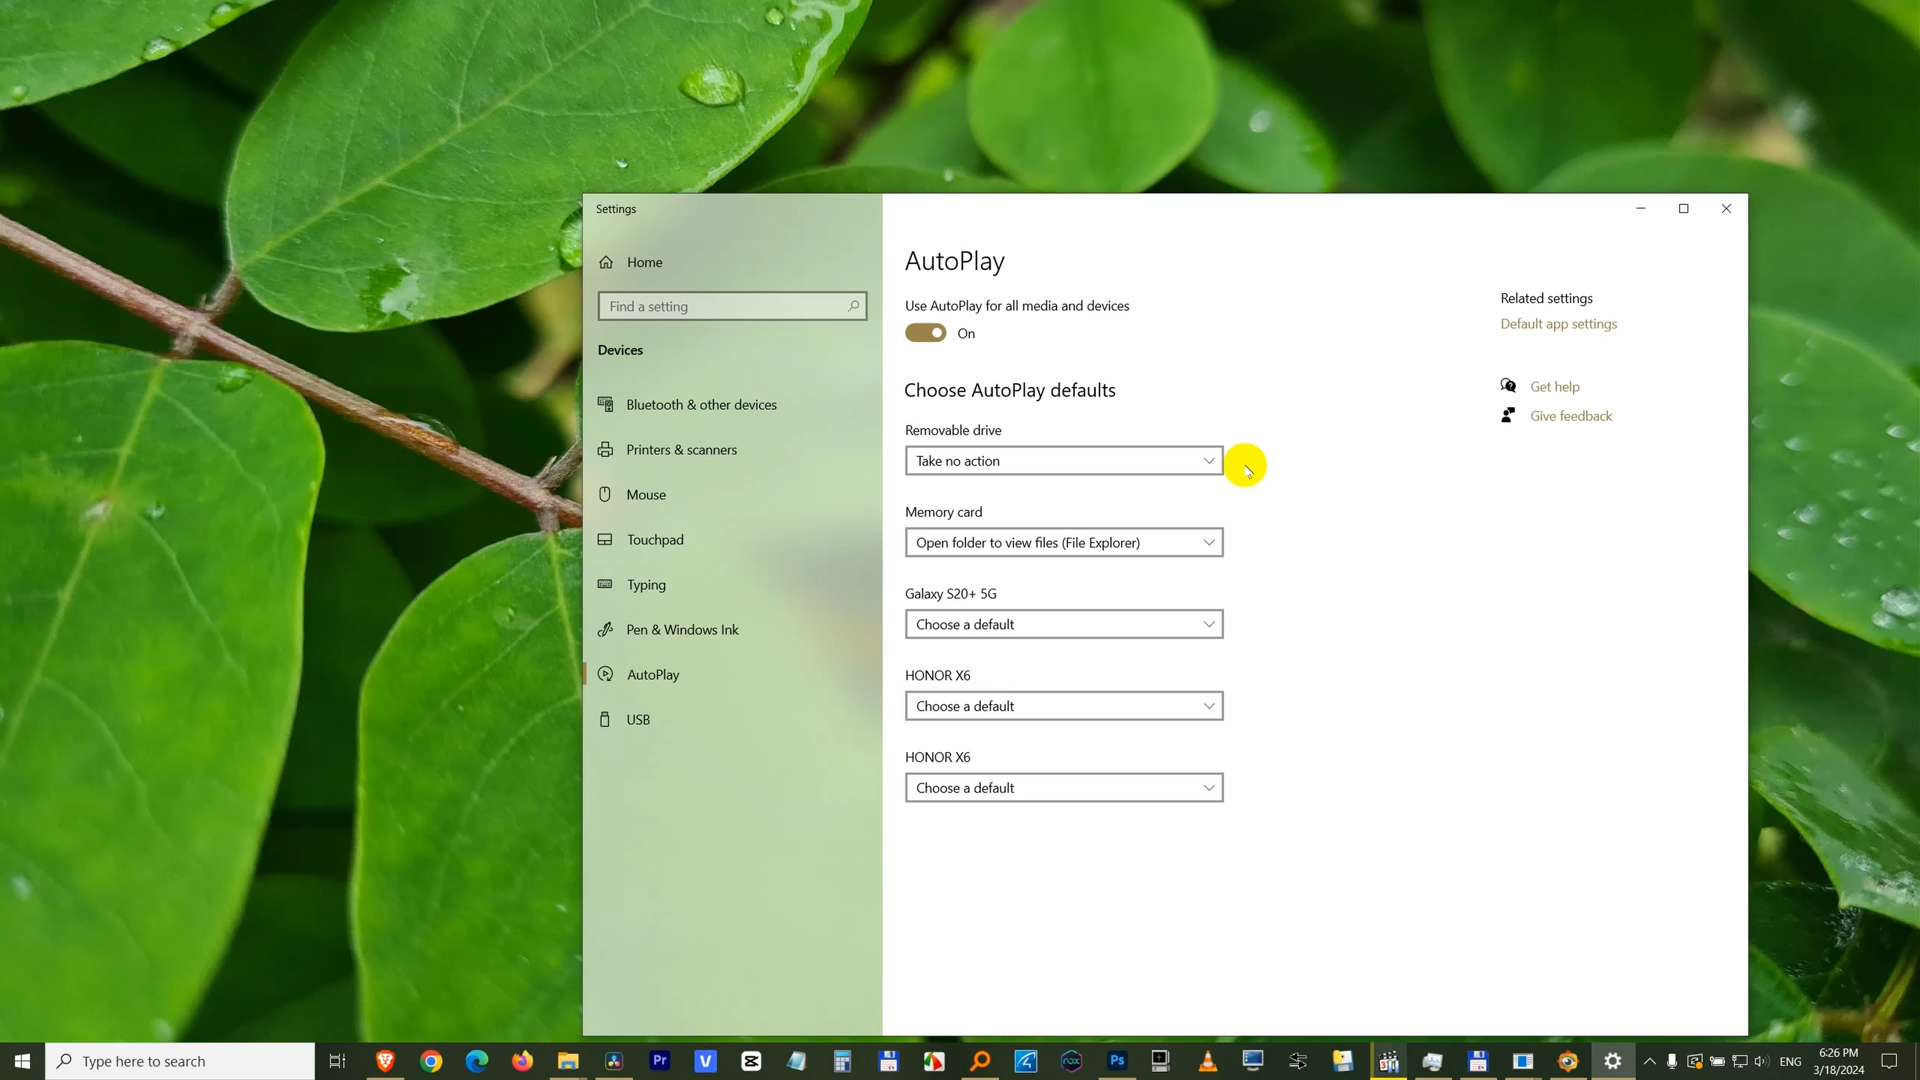 Settings
Home
Find a setting
Devices
Bluetooth & other devices
Printers & scanners
Mouse
Touchpad
Typing
Pen & Windows Ink
AutoPlay
USB
AutoPlay
Use AutoPlay for all media and devices
On
Choose AutoPlay defaults
Removable drive
Take no action
Memory card
Open folder to view files (File Explorer)
Galaxy S20+ 5G
Choose a default
HONOR X6
Choose a default
HONOR X6
Choose a default
Related settings
Default app settings
Get help
Give feedback
Type here to search
Pr
V
nox
Ps
ENG
6:26 PM
3/18/2024